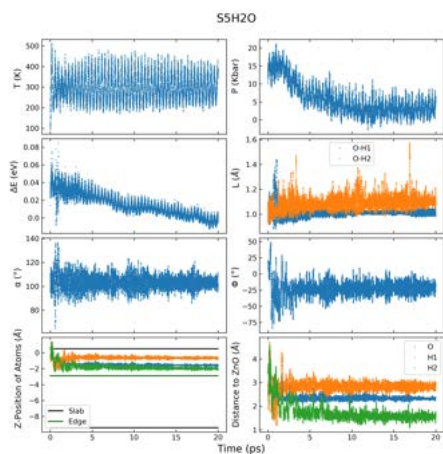 S5H2O
T (K)
500
400
300
200
100
P (Kbar)
20
15
10
5
0
ΔE (eV)
0.08
0.06
0.04
0.02
0.0
L (Å)
1.6
1.4
1.2
1.0
O-H1
O-H2
α (°)
140
120
100
80
Φ (°)
50
25
0
−25
−50
−75
Z-Position of Atoms (Å)
0
−2
−4
−6
−8
Slab
Edge
0 5 10 15 20
Distance to ZnO (Å)
4
3
2
O
H1
H2
0 5 10 15 20
Time (ps)